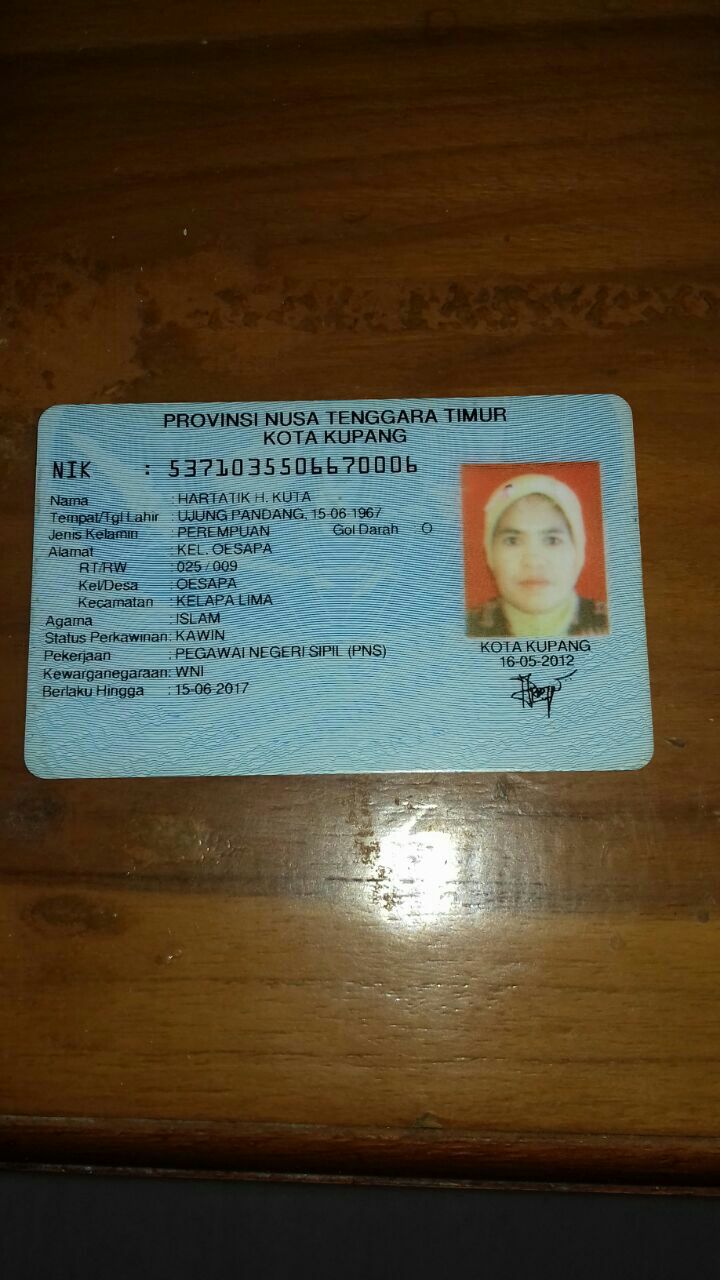 PROVINSI NUSA TENGGARA TIMUR
KOTA KUPANG
NIK : 5371035506670006
Nama : HARTATIK H. KUTA
Tempat/Tgl Lahir : UJUNG PANDANG, 15-06-1967
Jenis Kelamin : PEREMPUAN Gol Darah O
Alamat : KEL. OESAPA
RT/RW : 025 / 009
Kel/Desa : OESAPA
Kecamatan : KELAPA LIMA
Agama : ISLAM
Status Perkawinan: KAWIN
Pekerjaan : PEGAWAI NEGERI SIPIL (PNS)
Kewarganegaraan: WNI
Berlaku Hingga : 15-06-2017
KOTA KUPANG
16-05-2012